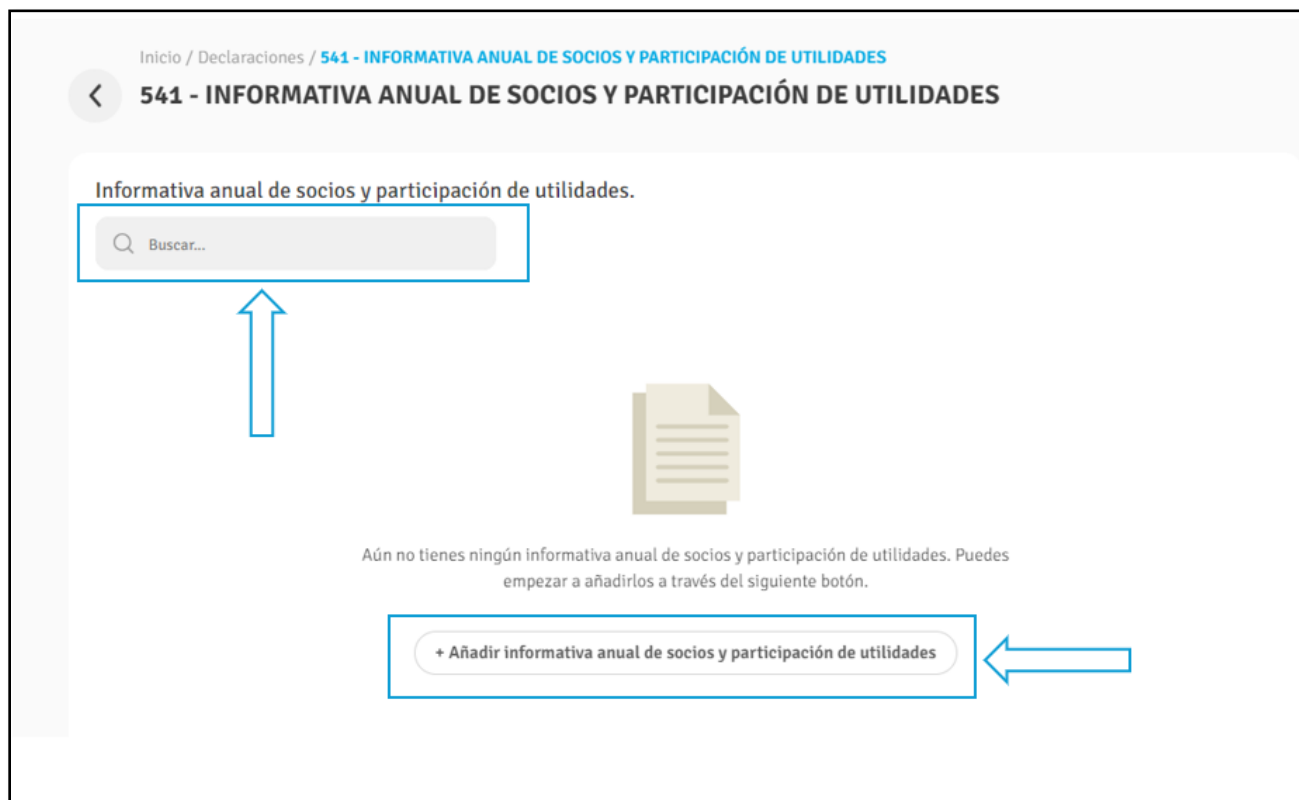 Inicio / Declaraciones / 541 - INFORMATIVA ANUAL DE SOCIOS Y PARTICIPACIÓN DE UTILIDADES
541 - INFORMATIVA ANUAL DE SOCIOS Y PARTICIPACIÓN DE UTILIDADES
Informativa anual de socios y participación de utilidades.
Buscar...
Aún no tienes ningún informativa anual de socios y participación de utilidades. Puedes
empezar a añadirlos a través del siguiente botón.
+ Añadir informativa anual de socios y participación de utilidades